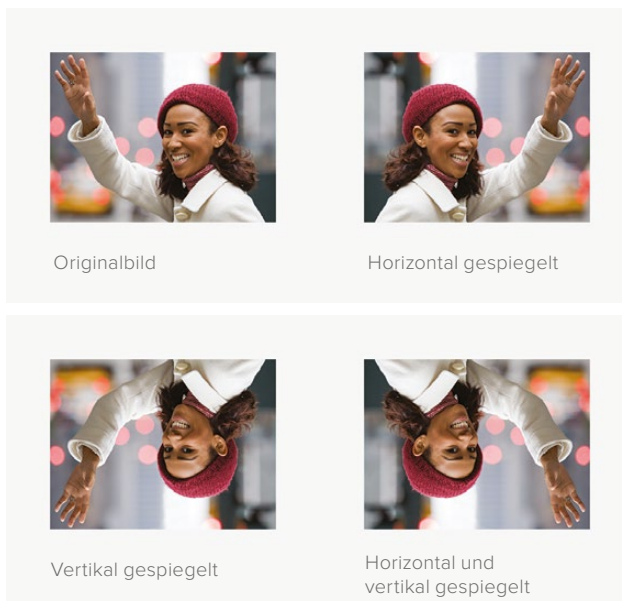 Originalbild
Horizontal gespiegelt
Vertikal gespiegelt
Horizontal und
vertikal gespiegelt